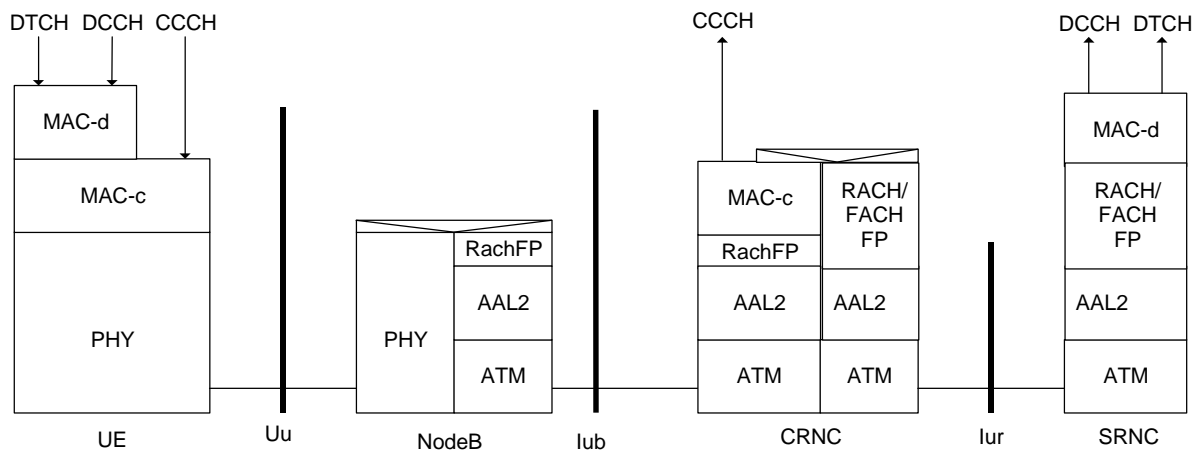 DTCH DCCH CCCH
CCCH
DCCH DTCH
MAC-d
MAC-c
PHY
UE
Uu
PHY
RachFP
AAL2
ATM
NodeB
Iub
MAC-c
RachFP
AAL2
ATM
RACH/
FACH
FP
AAL2
ATM
CRNC
Iur
MAC-d
RACH/
FACH
FP
AAL2
ATM
SRNC